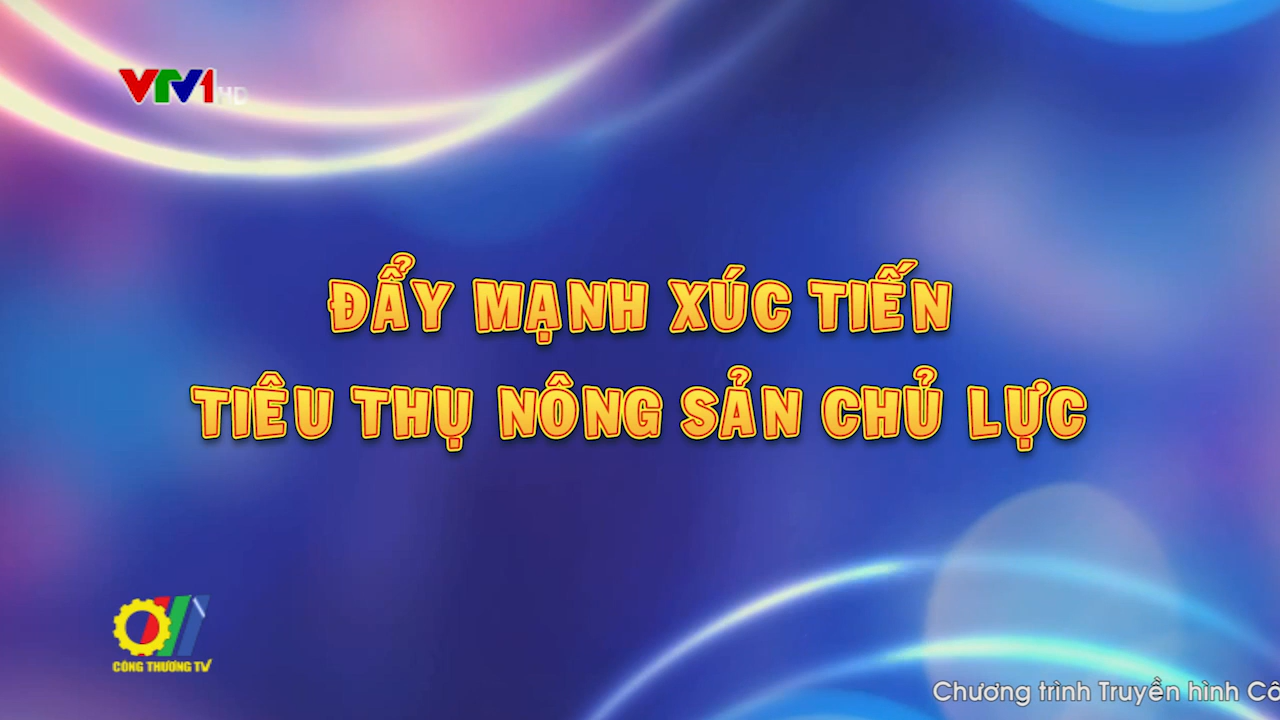 VTV1 HD
ĐẨY MẠNH XÚC TIẾN
TIÊU THỤ NÔNG SẢN CHỦ LỰC
CÔNG THƯƠNG TV
Chương trình Truyền hình Cô